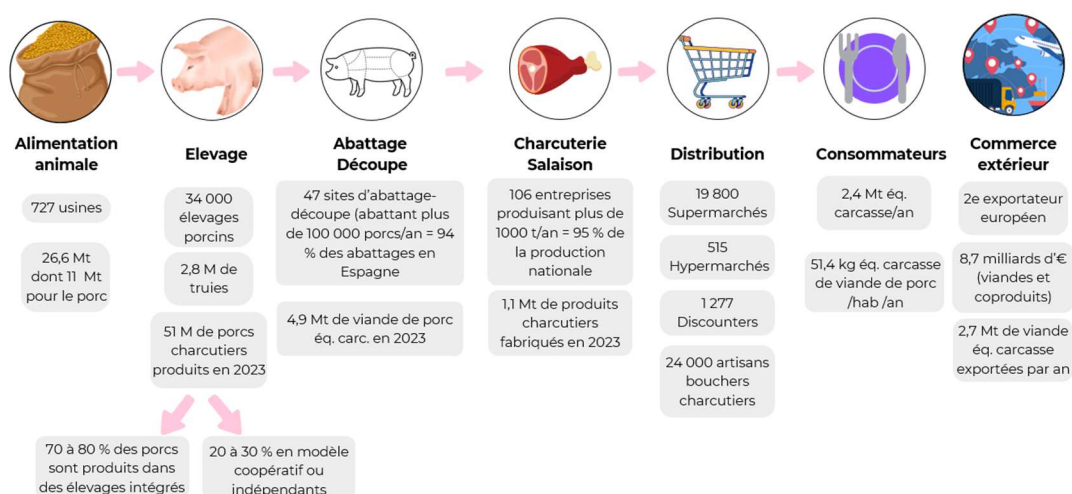 Alimentation
animale
727 usines
26,6 Mt
dont 11 Mt
pour le porc
Elevage
34 000
élevages
porcins
2,8 M de
truies
51 M de porcs
charcutiers
produits en 2023
70 à 80 % des porcs
sont produits dans
des élevages intégrés
20 à 30 % en modèle
coopératif ou
indépendants
Abattage
Découpe
47 sites d'abattage-
découpe (abattant plus
de 100 000 porcs/an = 94
% des abattages en
Espagne
4,9 Mt de viande de porc
éq. carc. en 2023
Charcuterie
Salaison
106 entreprises
produisant plus de
1000 t/an = 95 % de
la production
nationale
1,1 Mt de produits
charcutiers
fabriqués en 2023
Distribution
19 800
Supermarchés
515
Hypermarchés
1 277
Discounters
24 000 artisans
bouchers
charcutiers
Consommateurs
2,4 Mt éq.
carcasse/an
51,4 kg éq. carcasse
de viande de porc
/hab /an
Commerce
extérieur
2e exportateur
européen
8,7 milliards d'€
(viandes et
coproduits)
2,7 Mt de viande
éq. carcasse
exportées par an